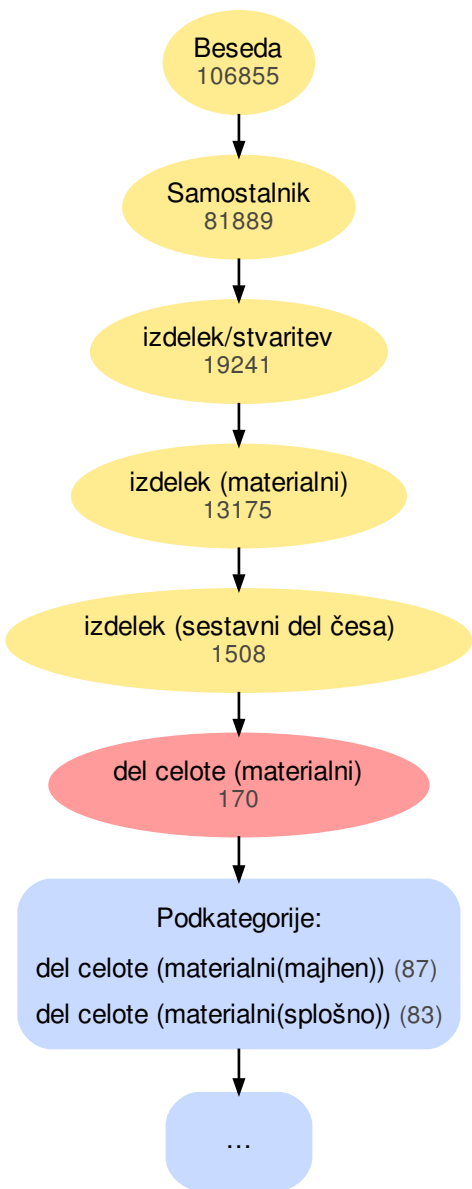 Beseda
106855
Samostalnik
81889
izdelek/stvaritev
19241
izdelek (materialni)
13175
izdelek (sestavni del česa)
1508
del celote (materialni)
170
Podkategorije:
del celote (materialni(majhen)) (87)
del celote (materialni(splošno)) (83)
...